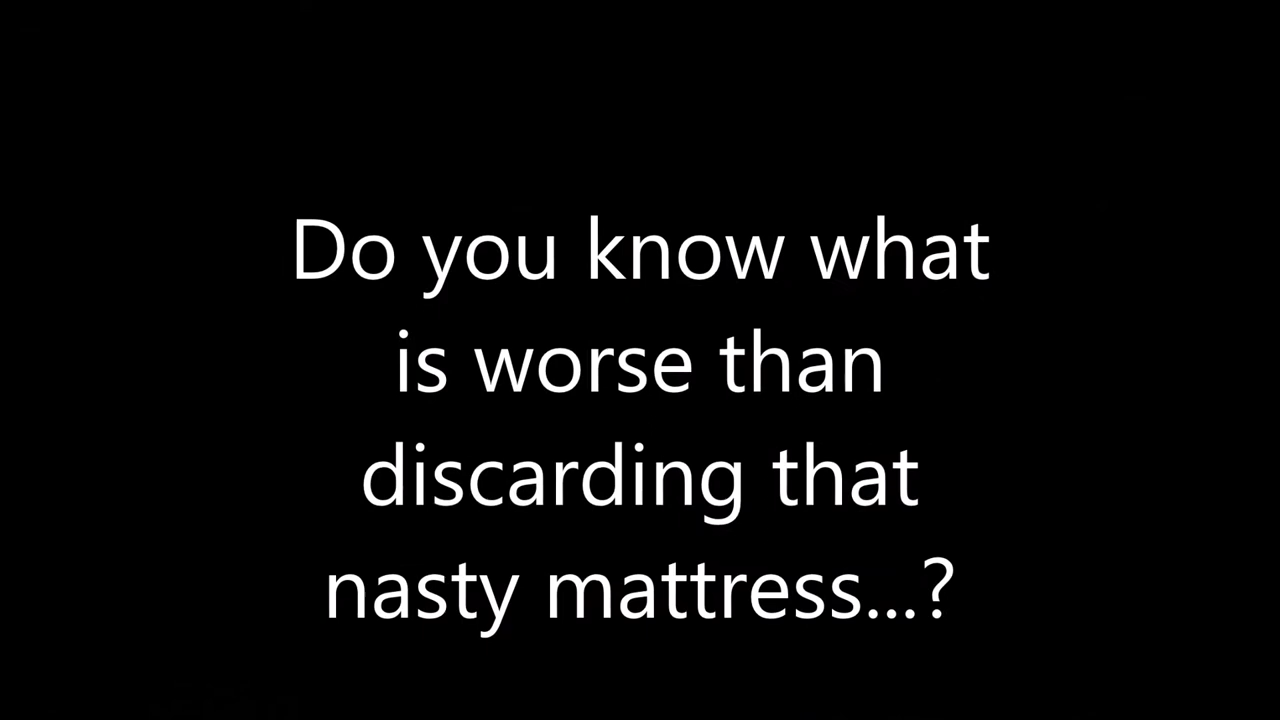 Do you know what
is worse than
discarding that
nasty mattress...?